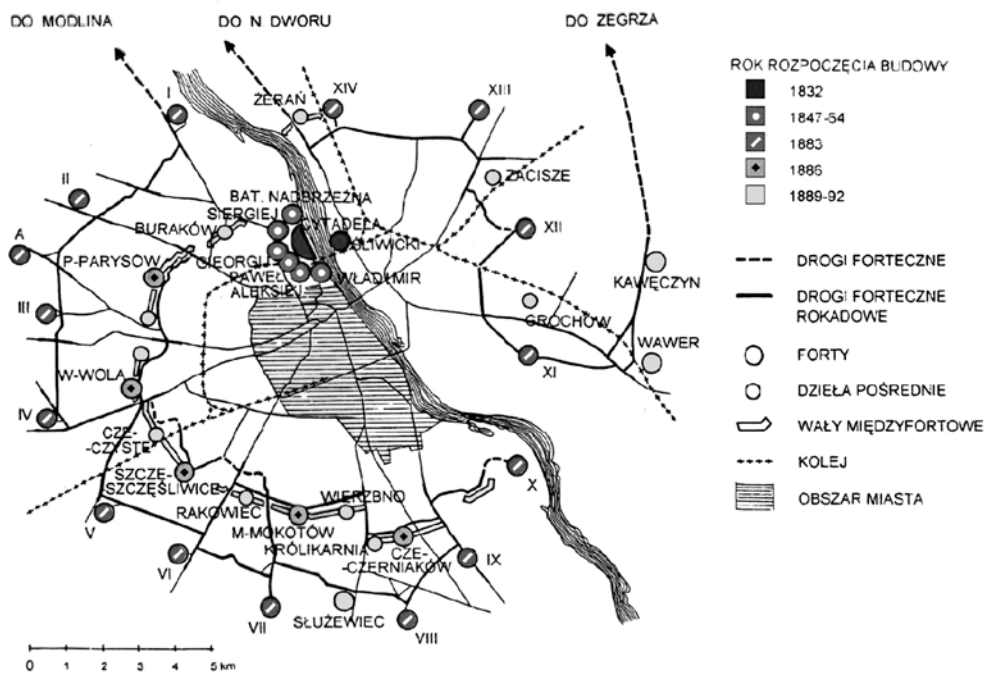 DO MODLINA
DO N DWORU
DO ZEGRZA
ROK ROZPOCZĘCIA BUDOWY
1832
1847-54
1883
1886
1889-92
DROGI FORTECZNE
DROGI FORTECZNE
ROKADOWE
FORTY
DZIEŁA POŚREDNIE
WAŁY MIĘDZYFORTOWE
KOLEJ
OBSZAR MIASTA
I
ŻERAŃ
XIV
XIII
II
ZACISZE
BAT. NADBRZEŻNA
SIERGIEJ
CYTADELA
ŚLIWICKI
BURAKÓW
XII
A
P-PARYSÓW
GIEORGIJ
PAWEŁ
WŁADIMIR
ALEKSIEJ
KAWĘCZYN
III
GROCHÓW
WAWER
W-WOLA
XI
IV
CZE-
-CZYSTE
SZCZĘ-
SZCZĘŚLIWICE
X
RAKOWIEC
WIERZBNO
V
M-MOKOTÓW
KRÓLIKARNIA
CZE-
-CZERNIAKÓW
IX
VI
VII
SŁUŻEWIEC
VIII
0 1 2 3 4 5 km